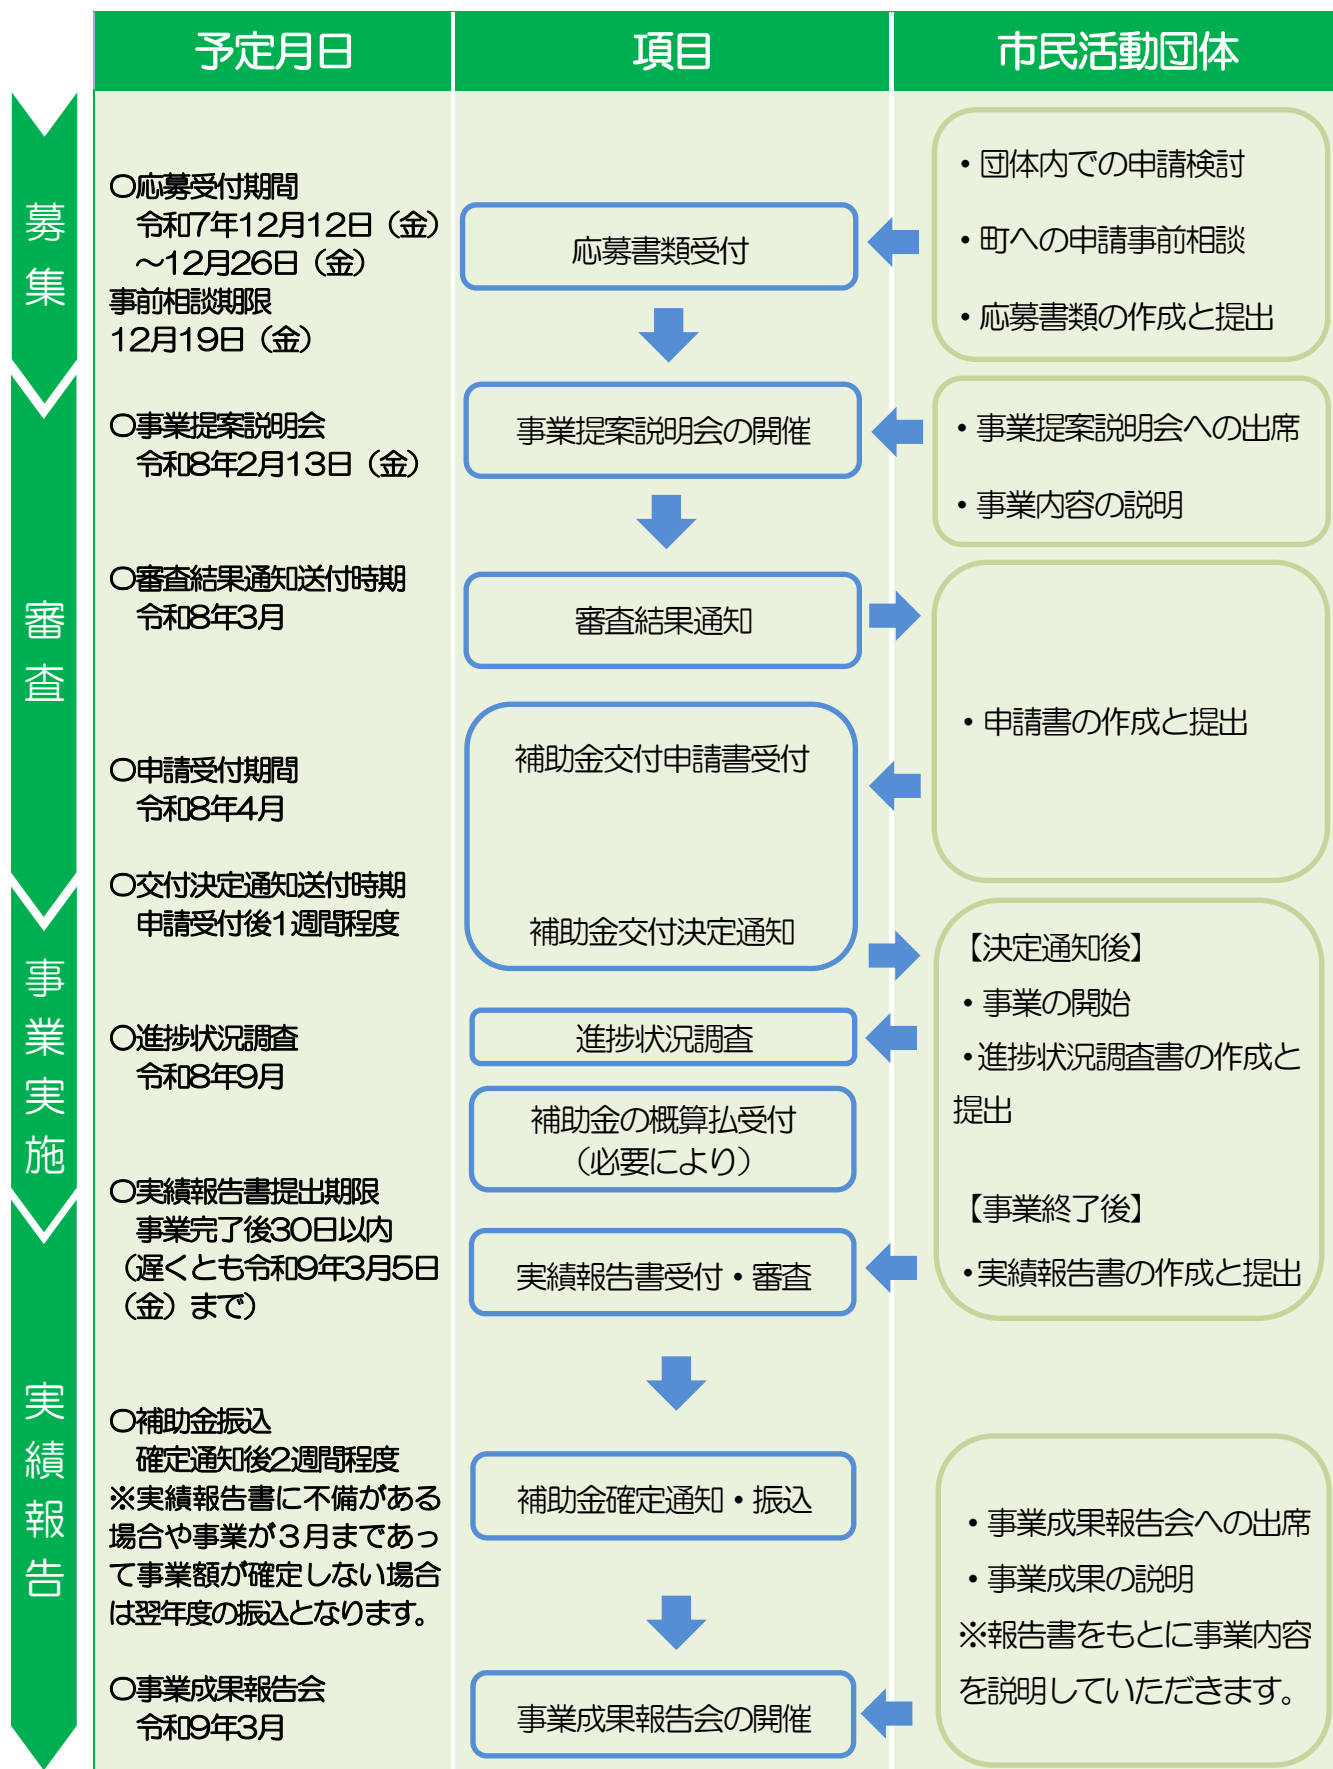 予定月日
項目
市民活動団体
募集
〇応募受付期間
令和7年12月12日（金）
～12月26日（金）
事前相談期限
12月19日（金）
応募書類受付
・団体内での申請検討
・町への申請事前相談
・応募書類の作成と提出
審査
〇事業提案説明会
令和8年2月13日（金）
事業提案説明会の開催
・事業提案説明会への出席
・事業内容の説明
〇審査結果通知送付時期
令和8年3月
審査結果通知
〇申請受付期間
令和8年4月
補助金交付申請書受付
・申請書の作成と提出
〇交付決定通知送付時期
申請受付後1週間程度
補助金交付決定通知
事業実施
【決定通知後】
・事業の開始
・進捗状況調査書の作成と
提出
〇進捗状況調査
令和8年9月
進捗状況調査
補助金の概算払受付
（必要により）
〇実績報告書提出期限
事業完了後30日以内
（遅くとも令和9年3月5日
（金）まで）
実績報告書受付・審査
【事業終了後】
・実績報告書の作成と提出
実績報告
〇補助金振込
確定通知後2週間程度
※実績報告書に不備がある
場合や事業が３月まであっ
て事業額が確定しない場合
は翌年度の振込となります。
補助金確定通知・振込
・事業成果報告会への出席
・事業成果の説明
※報告書をもとに事業内容
を説明していただきます。
〇事業成果報告会
令和9年3月
事業成果報告会の開催